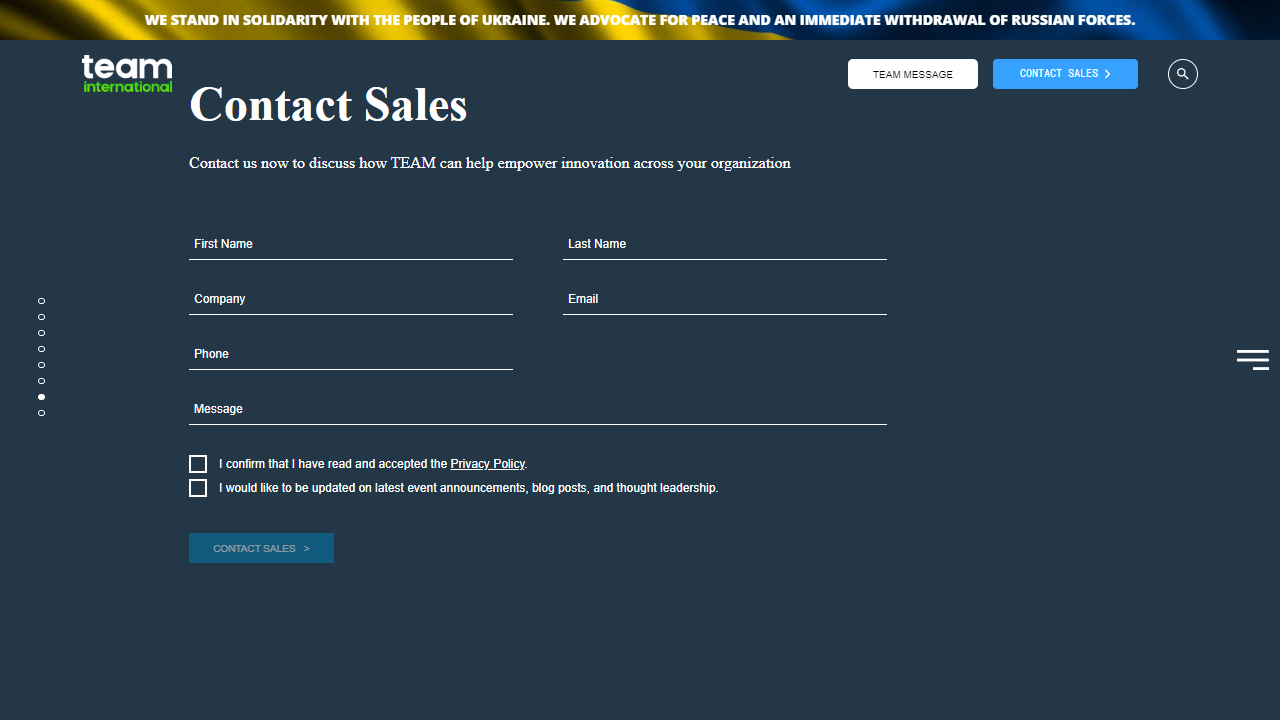 WE STAND IN SOLIDARITY WITH THE PEOPLE OF UKRAINE. WE ADVOCATE FOR PEACE AND AN IMMEDIATE WITHDRAWAL OF RUSSIAN FORCES.
team
international
TEAM MESSAGE
CONTACT SALES
Contact Sales
Contact us now to discuss how TEAM can help empower innovation across your organization
First Name
Last Name
Company
Email
Phone
Message
I confirm that I have read and accepted the Privacy Policy.
I would like to be updated on latest event announcements, blog posts, and thought leadership.
CONTACT SALES >